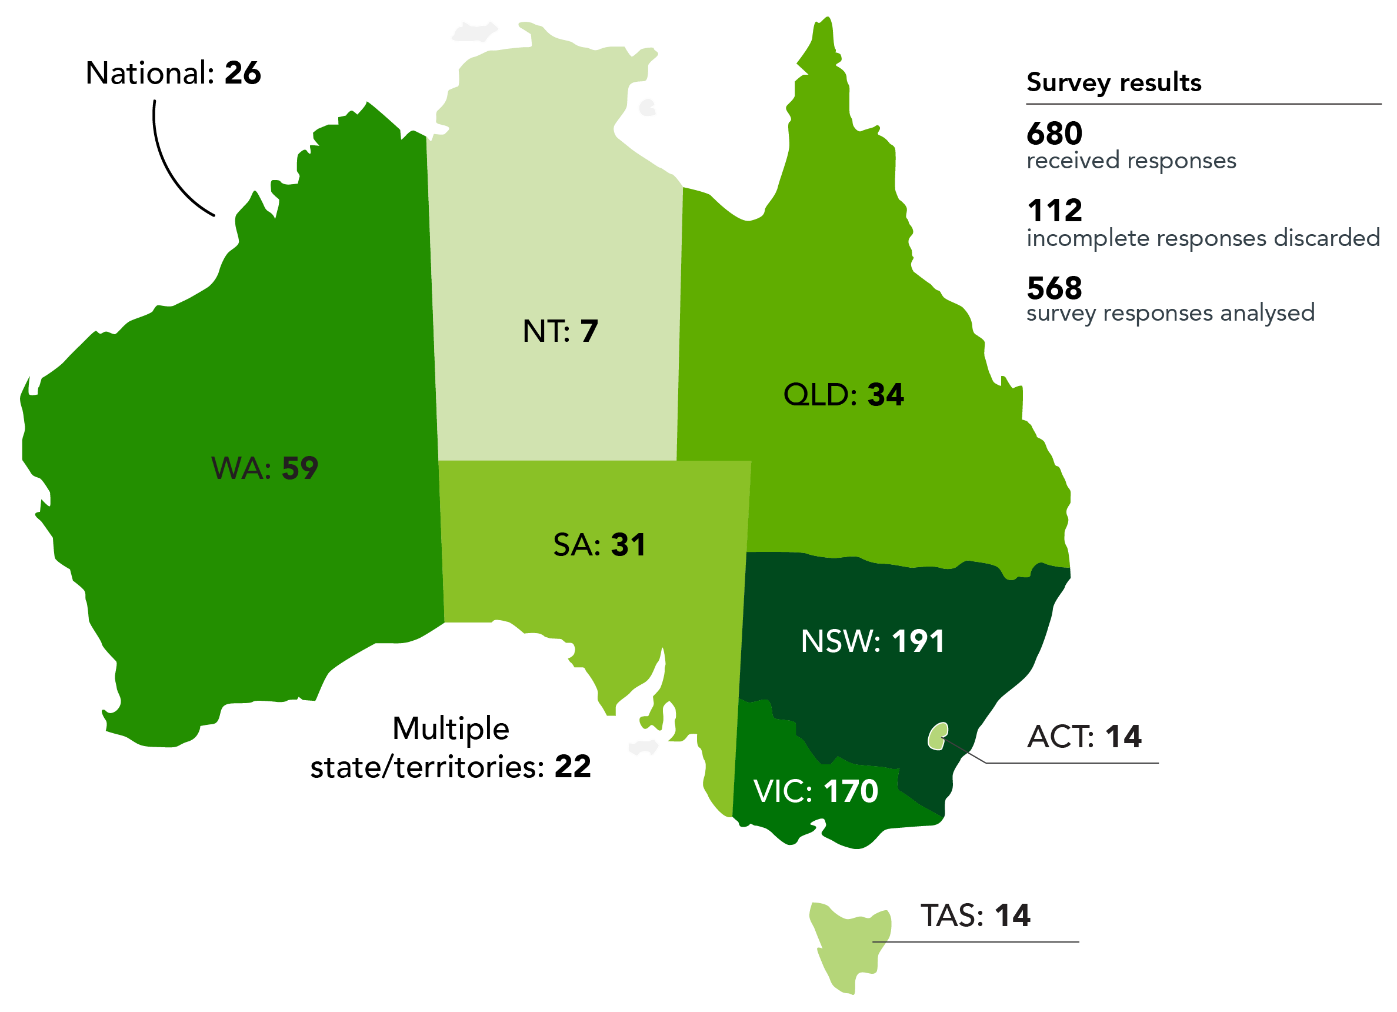 National: 26
Survey results
680
received responses
112
incomplete responses discarded
568
survey responses analysed
NT: 7
QLD: 34
WA: 59
SA: 31
NSW: 191
Multiple
state/territories: 22
ACT: 14
VIC: 170
TAS: 14